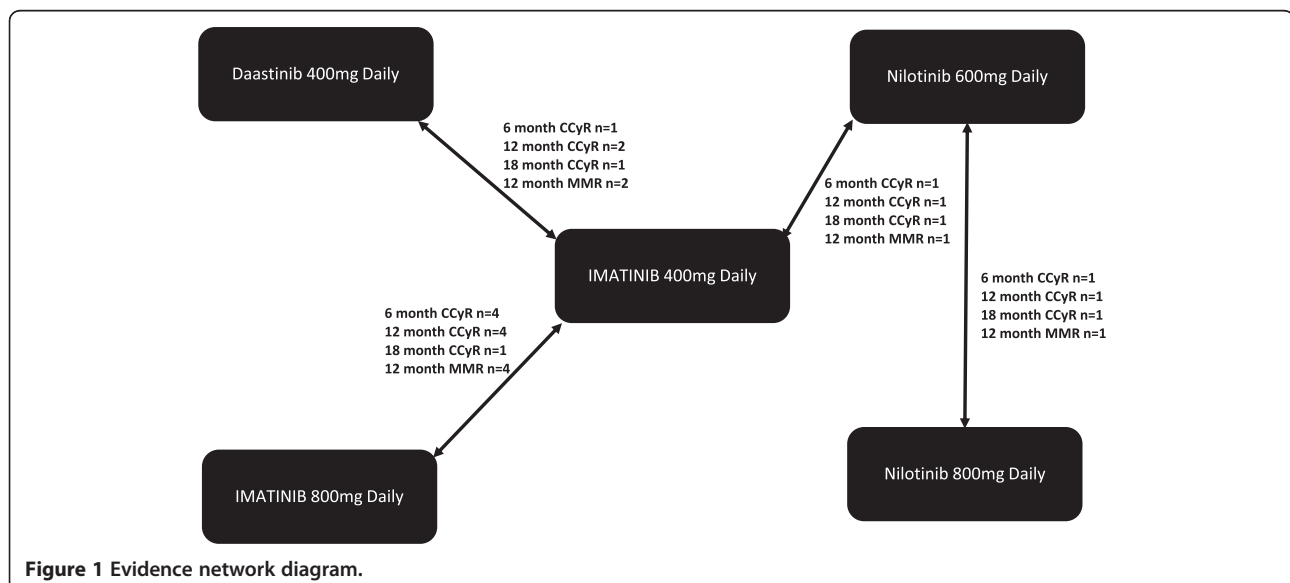 Daastinib 400mg Daily
Nilotinib 600mg Daily
6 month CCyR n=1
12 month CCyR n=2
18 month CCyR n=1
12 month MMR n=2
6 month CCyR n=1
12 month CCyR n=1
18 month CCyR n=1
12 month MMR n=1
IMATINIB 400mg Daily
6 month CCyR n=4
12 month CCyR n=4
18 month CCyR n=1
12 month MMR n=4
6 month CCyR n=1
12 month CCyR n=1
18 month CCyR n=1
12 month MMR n=1
IMATINIB 800mg Daily
Nilotinib 800mg Daily
Figure 1 Evidence network diagram.